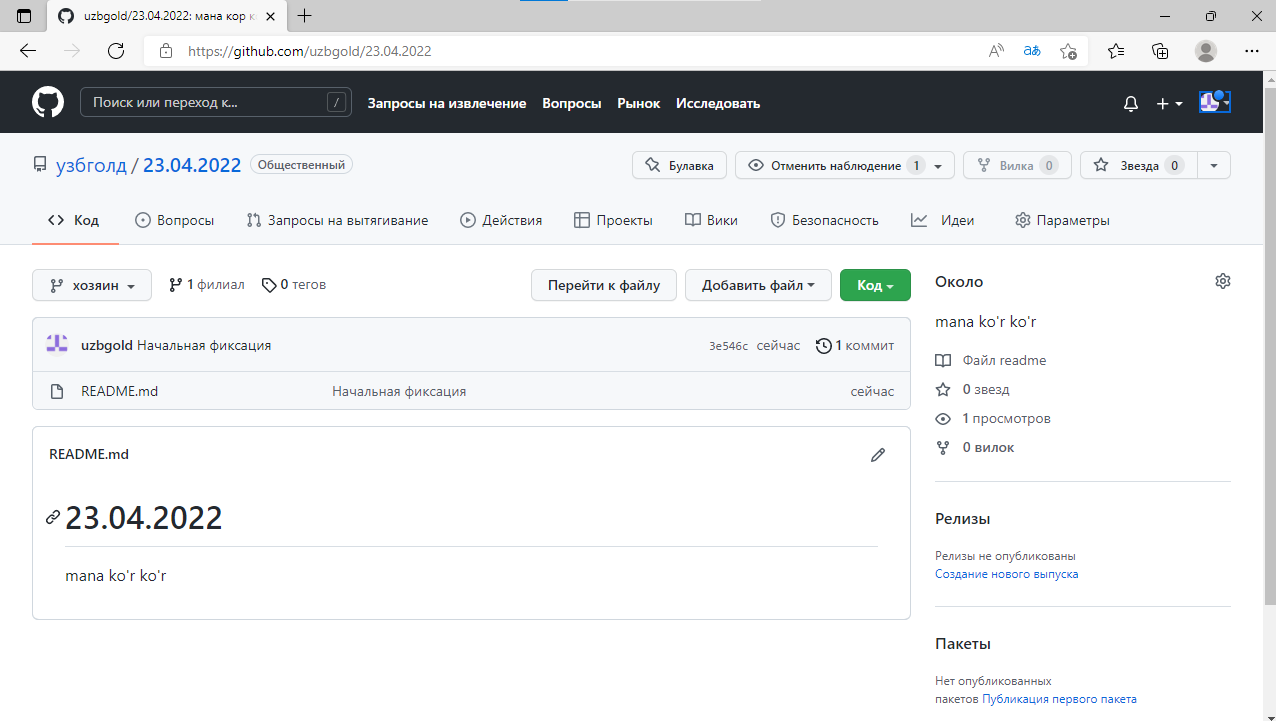 uzbgold/23.04.2022: мана кор к
https://github.com/uzbgold/23.04.2022
Поиск или переход к... /
Запросы на извлечение Вопросы Рынок Исследовать
узбголд / 23.04.2022 Общественный
Булавка Отменить наблюдение 1 Вилка 0 Звезда 0
Код Вопросы Запросы на вытягивание Действия Проекты Вики Безопасность Идеи Параметры
хозяин 1 филиал 0 тегов Перейти к файлу Добавить файл Код
uzbgold Начальная фиксация 3e546c сейчас 1 коммит
README.md Начальная фиксация сейчас
README.md
23.04.2022
mana ko'r ko'r
Около
mana ko'r ko'r
Файл readme
0 звезд
1 просмотров
0 вилок
Релизы
Релизы не опубликованы
Создание нового выпуска
Пакеты
Нет опубликованных
пакетов Публикация первого пакета